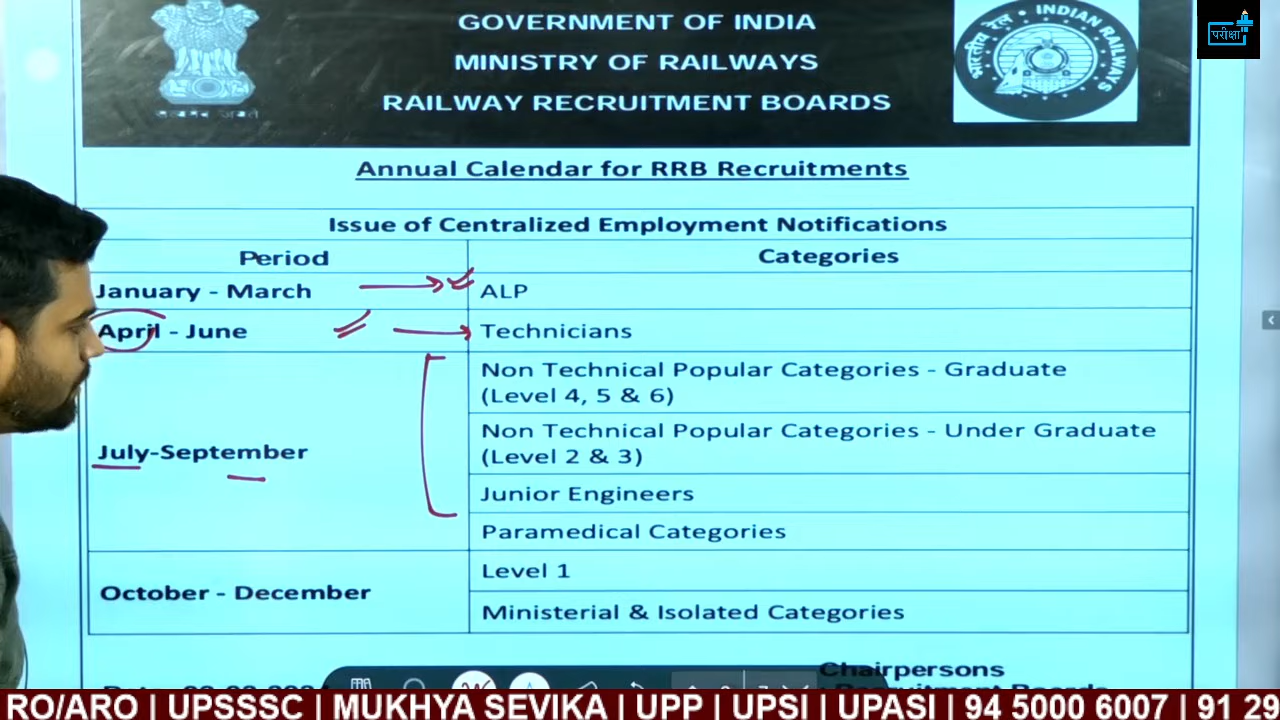 GOVERNMENT OF INDIA
MINISTRY OF RAILWAYS
RAILWAY RECRUITMENT BOARDS
भारतीय रेल • INDIAN RAILWAYS
परीक्षा
Annual Calendar for RRB Recruitments
Issue of Centralized Employment Notifications
Period Categories
January - March ALP
April - June Technicians
July-September
Non Technical Popular Categories - Graduate
(Level 4, 5 & 6)
Non Technical Popular Categories - Under Graduate
(Level 2 & 3)
Junior Engineers
Paramedical Categories
October - December
Level 1
Ministerial & Isolated Categories
Chairpersons
Recruitment Boards
RO/ARO | UPSSSC | MUKHYA SEVIKA | UPP | UPSI | UPASI | 94 5000 6007 | 91 29